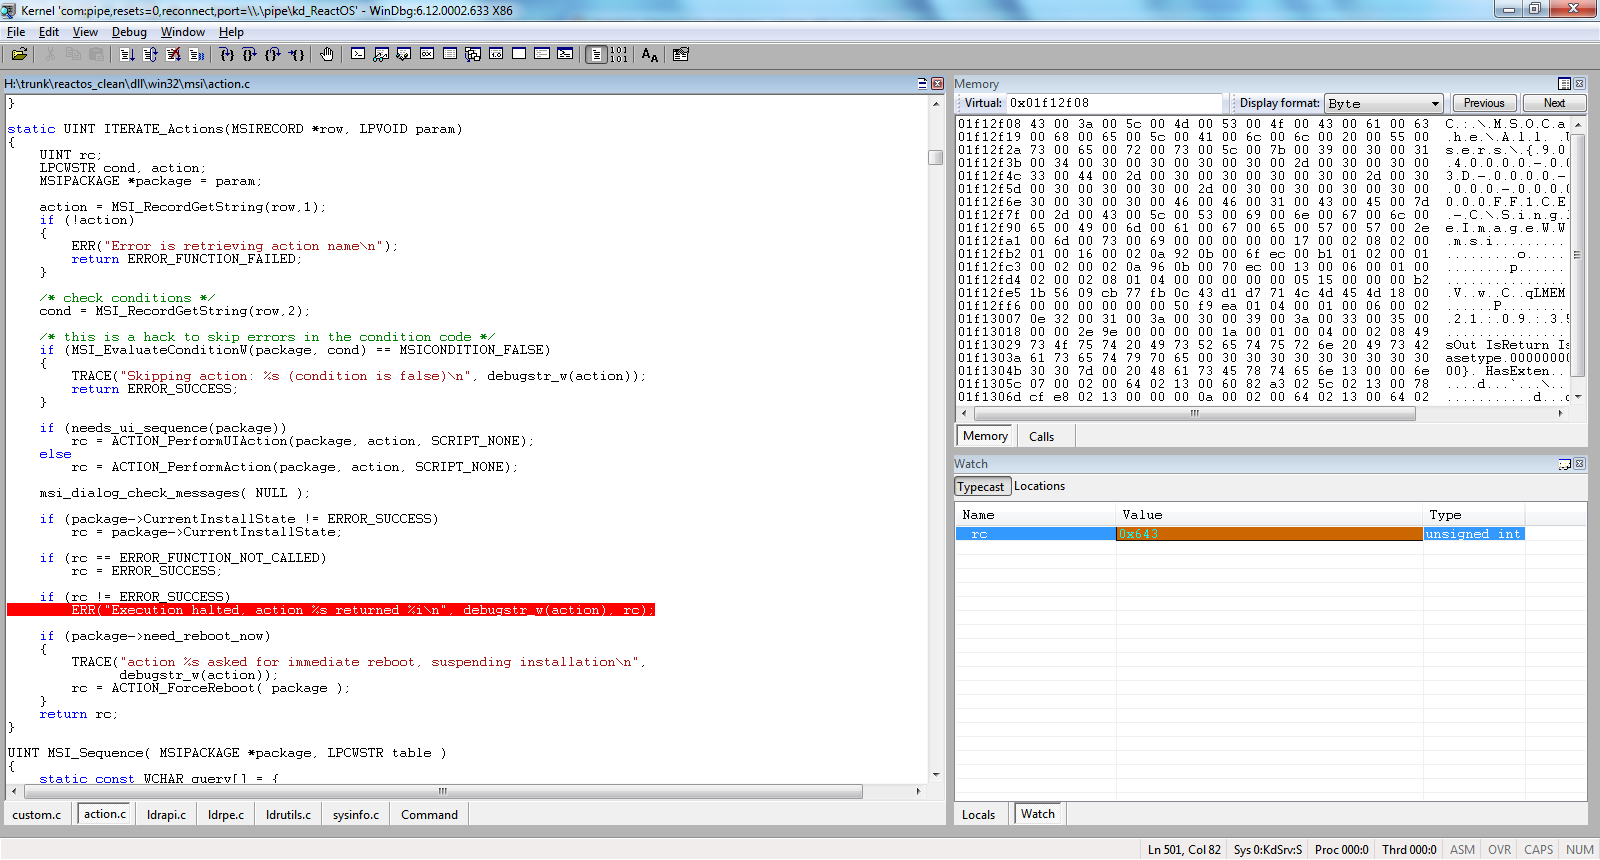 Kernel 'com:pipe,resets=0,reconnect,port=\\.\pipe\kd_ReactOS' - WinDbg:6.12.0002.633 X86
File Edit View Debug Window Help
H:\trunk\reactos_clean\dll\win32\msi\action.c
}
static UINT ITERATE_Actions(MSIRECORD *row, LPVOID param)
{
    UINT rc;
    LPCWSTR cond, action;
    MSIPACKAGE *package = param;
    action = MSI_RecordGetString(row,1);
    if (!action)
    {
        ERR("Error is retrieving action name\n");
        return ERROR_FUNCTION_FAILED;
    }
    /* check conditions */
    cond = MSI_RecordGetString(row,2);
    /* this is a hack to skip errors in the condition code */
    if (MSI_EvaluateConditionW(package, cond) == MSICONDITION_FALSE)
    {
        TRACE("Skipping action: %s (condition is false)\n", debugstr_w(action));
        return ERROR_SUCCESS;
    }
    if (needs_ui_sequence(package))
        rc = ACTION_PerformUIAction(package, action, SCRIPT_NONE);
    else
        rc = ACTION_PerformAction(package, action, SCRIPT_NONE);
    msi_dialog_check_messages( NULL );
    if (package->CurrentInstallState != ERROR_SUCCESS)
        rc = package->CurrentInstallState;
    if (rc == ERROR_FUNCTION_NOT_CALLED)
        rc = ERROR_SUCCESS;
    if (rc != ERROR_SUCCESS)
        ERR("Execution halted, action %s returned %i\n", debugstr_w(action), rc);
    if (package->need_reboot_now)
    {
        TRACE("action %s asked for immediate reboot, suspending installation\n",
              debugstr_w(action));
        rc = ACTION_ForceReboot( package );
    }
    return rc;
}
UINT MSI_Sequence( MSIPACKAGE *package, LPCWSTR table )
{
    static const WCHAR query[] = {
custom.c action.c ldrapi.c ldrpe.c ldrutils.c sysinfo.c Command
Memory
Virtual: 0x01f12f08 Display format: Byte Previous Next
01f12f08 43 00 3a 00 5c 00 4d 00 53 00 4f 00 43 00 61 00 63 C.:.\.M.S.O.C.a
01f12f19 00 68 00 65 00 5c 00 41 00 6c 00 6c 00 20 00 55 00 .h.e.\.A.l.l. .U
01f12f2a 73 00 65 00 72 00 73 00 5c 00 7b 00 39 00 30 00 31 s.e.r.s.\.{.9.0
01f12f3b 00 34 00 30 00 30 00 30 00 30 00 2d 00 30 00 30 00 .4.0.0.0.0.-.0.0
01f12f4c 33 00 44 00 2d 00 30 00 30 00 30 00 30 00 2d 00 30 3.D.-.0.0.0.0.-
01f12f5d 00 30 00 30 00 30 00 2d 00 30 00 30 00 30 00 30 00 .0.0.0.-.0.0.0.0
01f12f6e 30 00 30 00 30 00 46 00 46 00 31 00 43 00 45 00 7d 0.0.0.F.F.1.C.E
01f12f7f 00 2d 00 43 00 5c 00 53 00 69 00 6e 00 67 00 6c 00 .-.C.\.S.i.n.g.
01f12f90 65 00 49 00 6d 00 61 00 67 00 65 00 57 00 57 00 2e e.I.m.a.g.e.W.W
01f12fa1 00 6d 00 73 00 69 00 00 00 00 00 17 00 02 08 02 00 .m.s.i..........
01f12fb2 01 00 16 00 02 0a 92 0b 00 6f ec 00 b1 01 02 00 01 .........o......
01f12fc3 00 02 00 02 0a 96 0b 00 70 ec 00 13 00 06 00 01 00 ........p.......
01f12fd4 02 00 02 08 01 04 00 00 00 00 00 05 15 00 00 00 b2 ................
01f12fe5 1b 56 09 cb 77 fb 0c 43 d1 d7 71 4c 4d 45 4d 18 00 .V..w..C..qLMEM
01f12ff6 00 00 00 00 00 00 50 f9 ea 01 04 00 01 00 06 02 00 ......P.........
01f13007 0e 32 00 31 00 3a 00 30 00 39 00 3a 00 33 00 35 00 .2.1.:.0.9.:.3.5
01f13018 00 00 2e 9e 00 00 00 00 1a 00 01 00 04 00 02 08 49
01f13029 73 4f 75 74 20 49 73 52 65 74 75 72 6e 20 49 73 42 sOut IsReturn Is
01f1303a 61 73 65 74 79 70 65 00 30 30 30 30 30 30 30 30 30 asetype.00000000
01f1304b 30 30 7d 00 20 48 61 73 45 78 74 65 6e 13 00 00 6e 00}. HasExten...
01f1305c 07 00 02 00 64 02 13 00 60 82 a3 02 5c 02 13 00 78 ....d...`...\...
01f1306d cf e8 02 13 00 00 00 0a 00 02 00 64 02 13 00 64 02 ...........d...d
Memory Calls
Watch
Typecast Locations
Name Value Type
rc 0x643 unsigned int
Locals Watch
Ln 501, Col 82 Sys 0:KdSrv:S Proc 000:0 Thrd 000:0 ASM OVR CAPS NUM